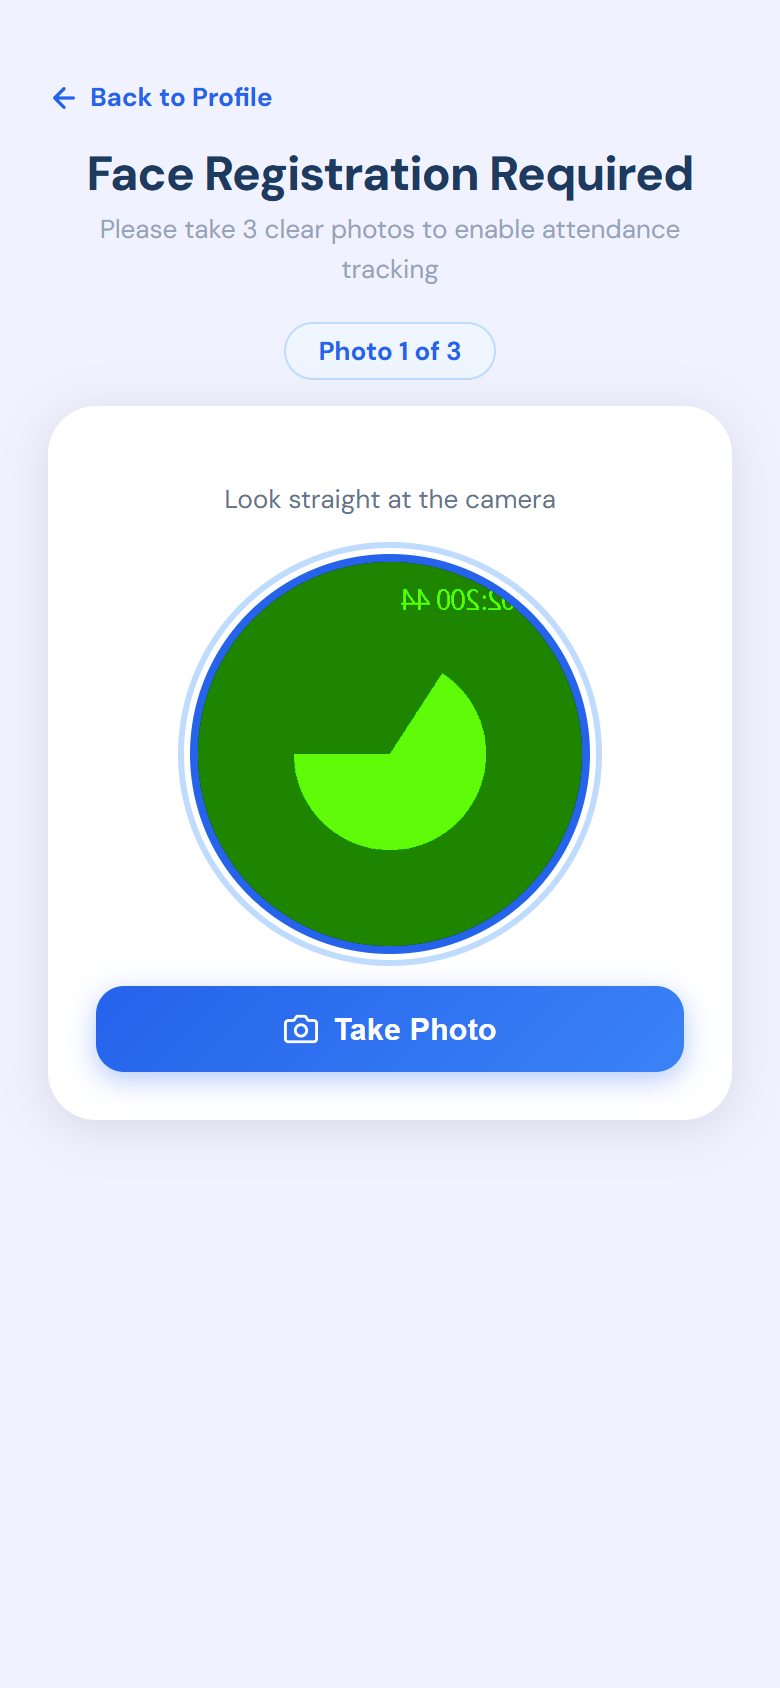 Back to Profile
Face Registration Required
Please take 3 clear photos to enable attendance
tracking
Photo 1 of 3
Look straight at the camera
Take Photo